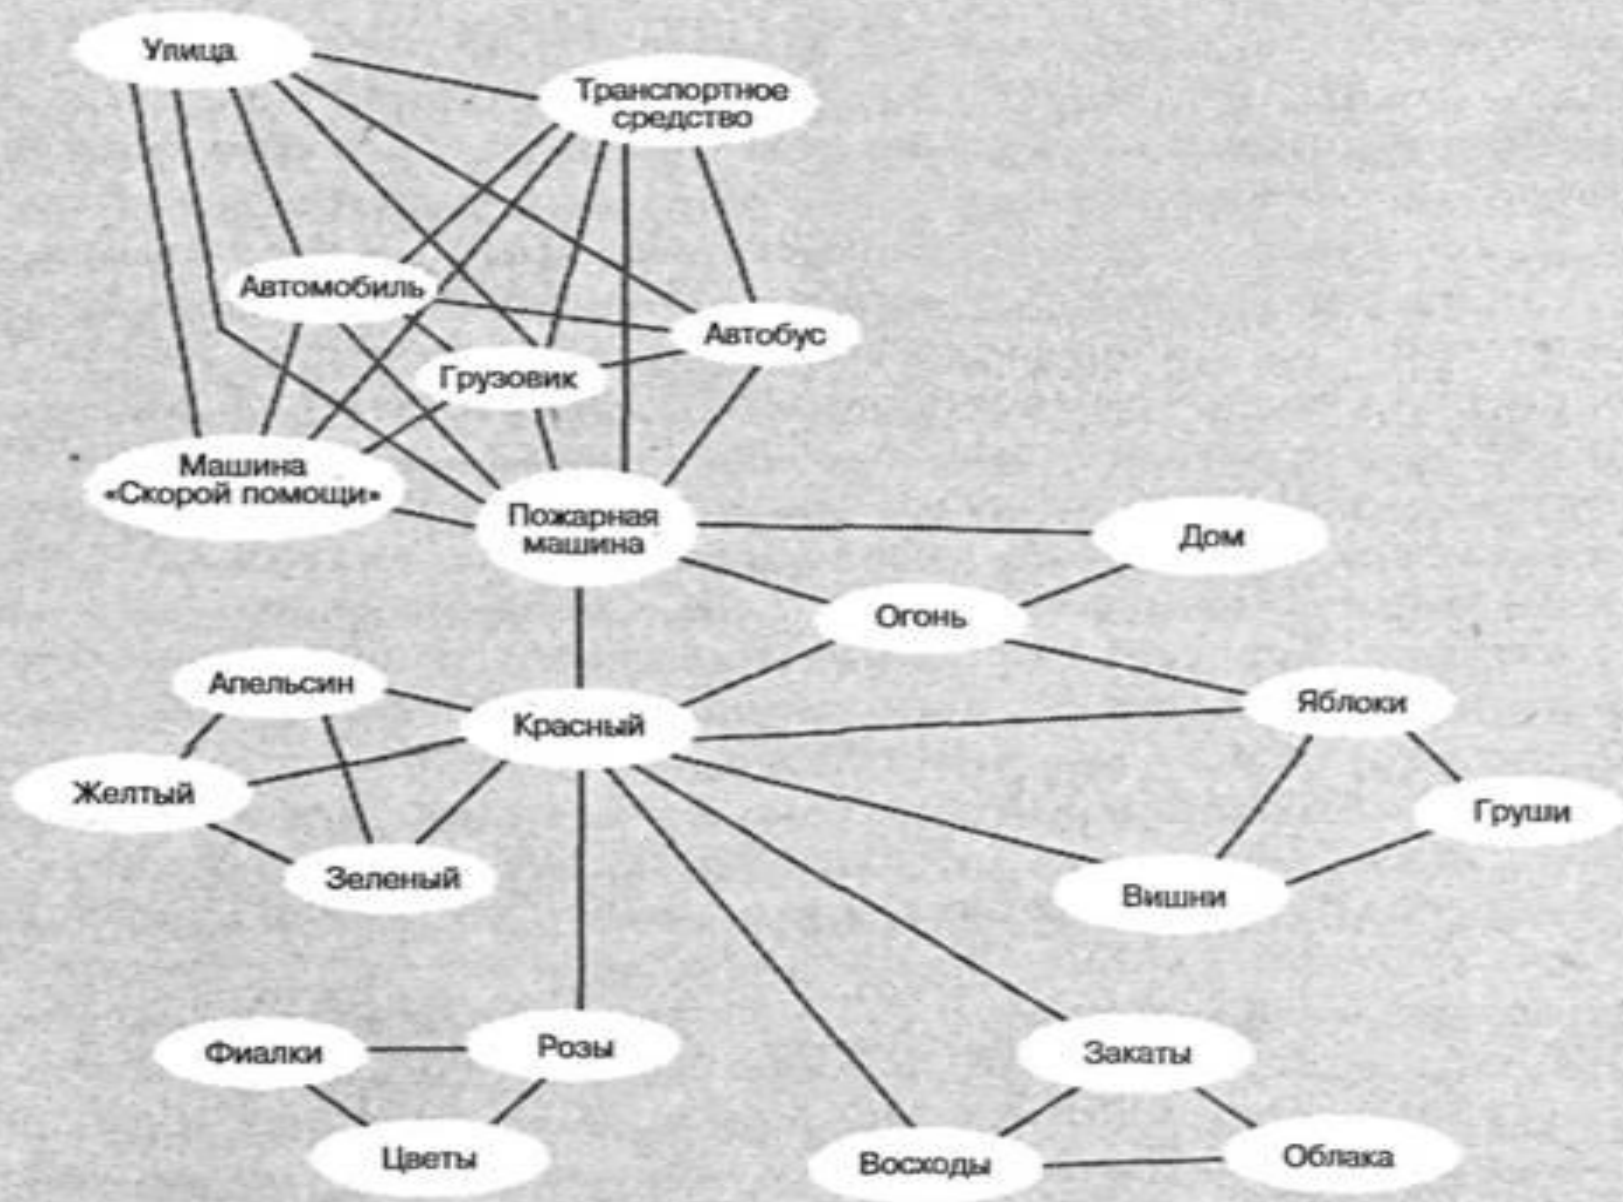 Улица
Транспортное
средство
Автомобиль
Автобус
Грузовик
Машина
«Скорой помощи»
Пожарная
машина
Дом
Огонь
Апельсин
Красный
Яблоки
Желтый
Груши
Зеленый
Вишни
Фиалки
Розы
Закаты
Цветы
Восходы
Облака